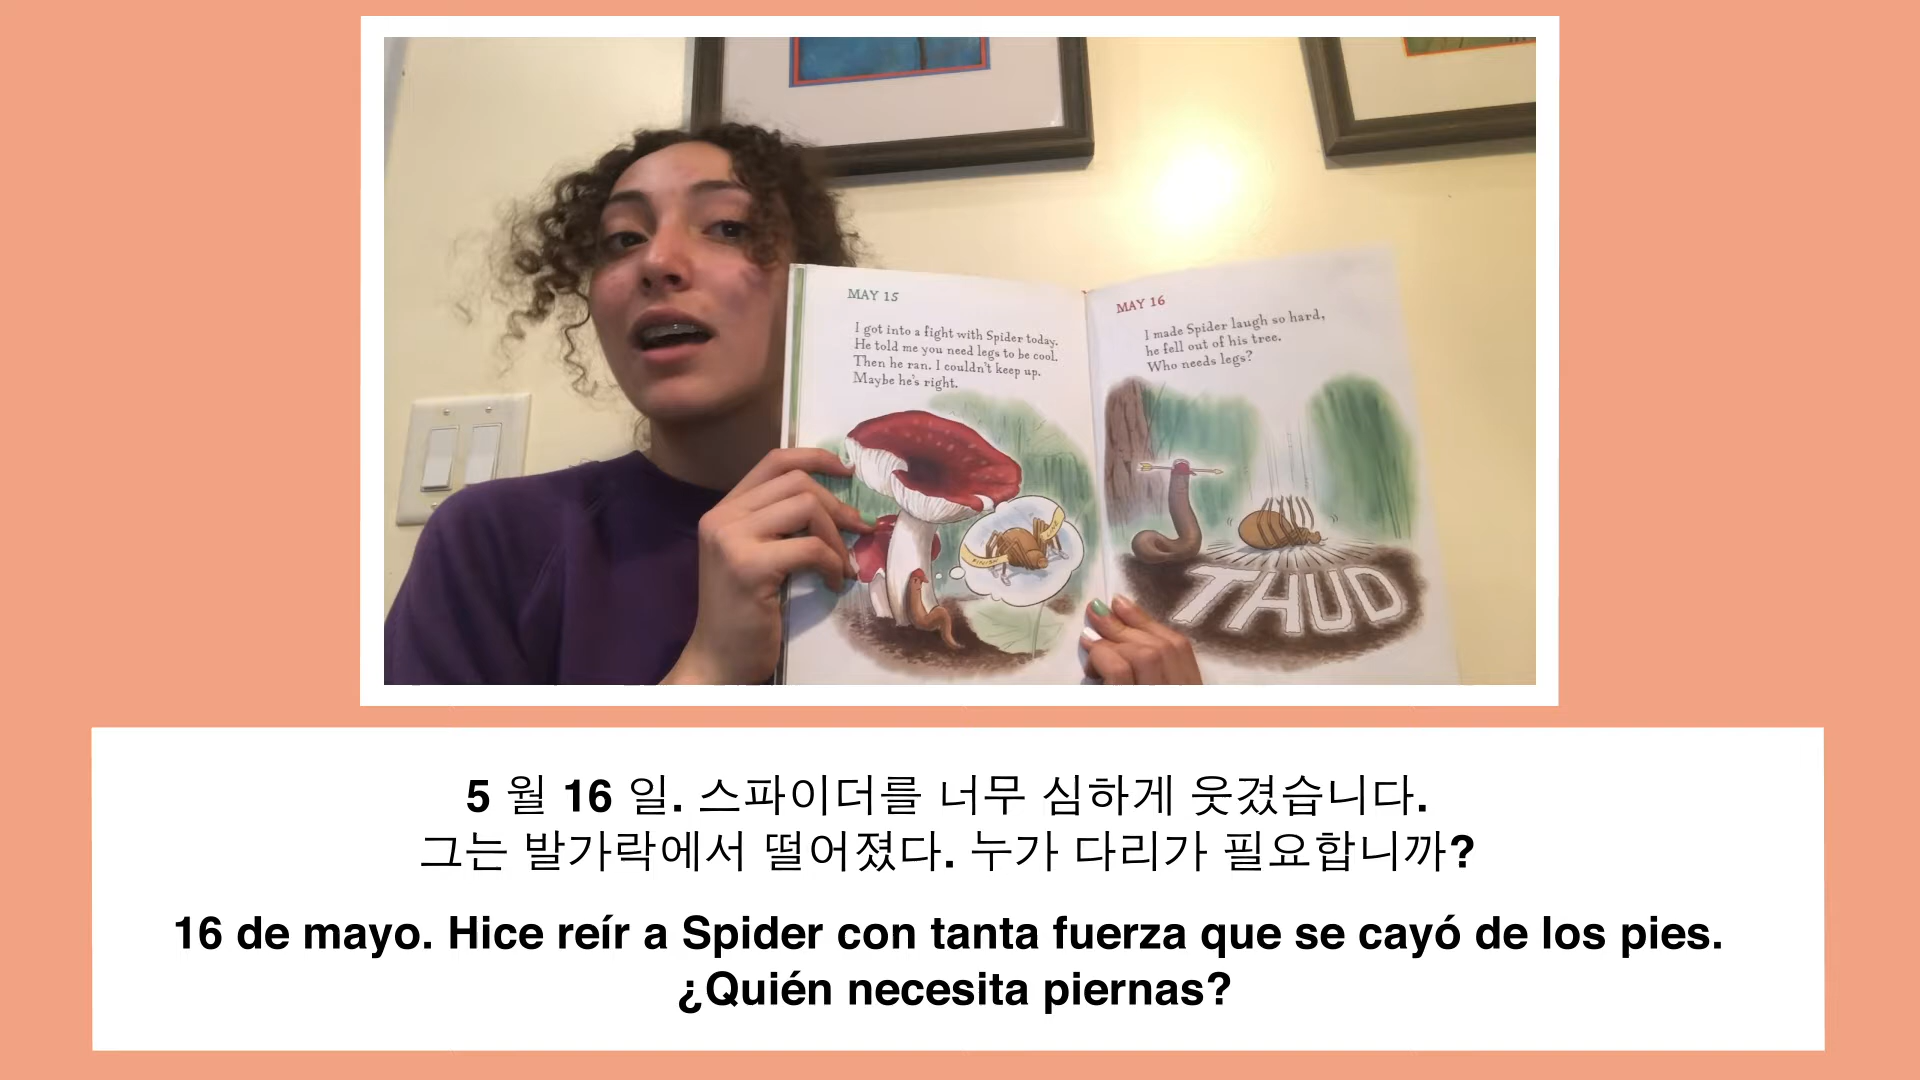 MAY 15
I got into a fight with Spider today.
He told me you need legs to be cool.
Then he ran. I couldn't keep up.
Maybe he's right.
MAY 16
I made Spider laugh so hard,
he fell out of his tree.
Who needs legs?
THUD
5 월 16 일. 스파이더를 너무 심하게 웃겼습니다.
그는 발가락에서 떨어졌다. 누가 다리가 필요합니까?
16 de mayo. Hice reír a Spider con tanta fuerza que se cayó de los pies.
¿Quién necesita piernas?